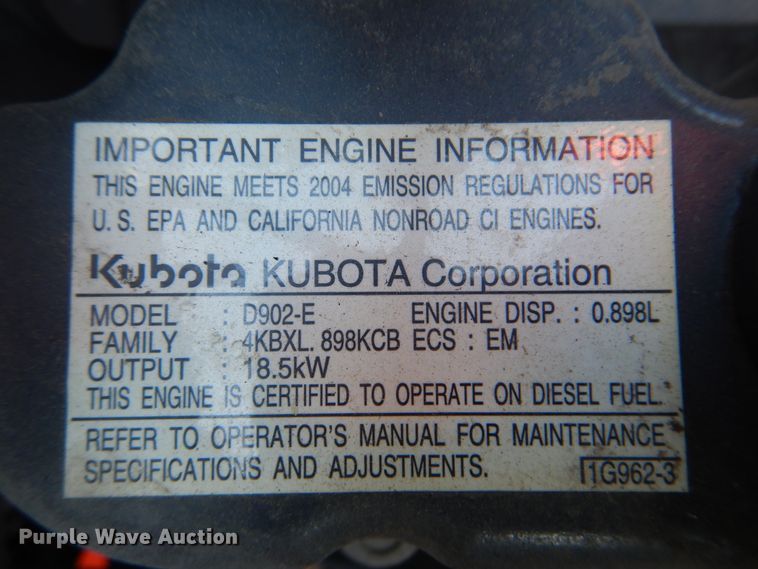 IMPORTANT ENGINE INFORMATION
THIS ENGINE MEETS 2004 EMISSION REGULATIONS FOR
U.S. EPA AND CALIFORNIA NONROAD CI ENGINES.
Kubota KUBOTA Corporation
MODEL : D902-E ENGINE DISP. : 0.898L
FAMILY : 4KBXL.898KCB ECS : EM
OUTPUT : 18.5kW
THIS ENGINE IS CERTIFIED TO OPERATE ON DIESEL FUEL.
REFER TO OPERATOR'S MANUAL FOR MAINTENANCE
SPECIFICATIONS AND ADJUSTMENTS. 1G962-3
Purple Wave Auction